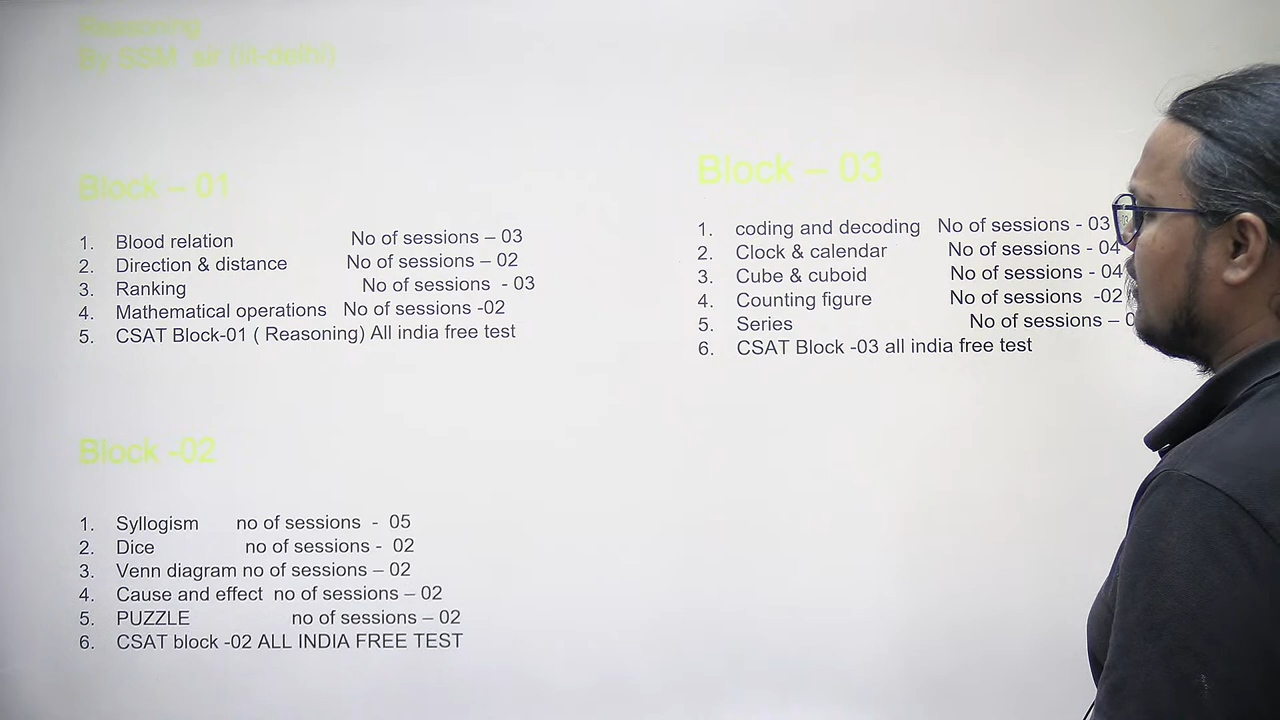 Reasoning
By SSM sir (iit-delhi)
Block – 01
1. Blood relation No of sessions – 03
2. Direction & distance No of sessions – 02
3. Ranking No of sessions - 03
4. Mathematical operations No of sessions -02
5. CSAT Block-01 ( Reasoning) All india free test
Block -02
1. Syllogism no of sessions - 05
2. Dice no of sessions - 02
3. Venn diagram no of sessions – 02
4. Cause and effect no of sessions – 02
5. PUZZLE no of sessions – 02
6. CSAT block -02 ALL INDIA FREE TEST
Block – 03
1. coding and decoding No of sessions - 03
2. Clock & calendar No of sessions - 04
3. Cube & cuboid No of sessions - 04
4. Counting figure No of sessions -02
5. Series No of sessions –
6. CSAT Block -03 all india free test